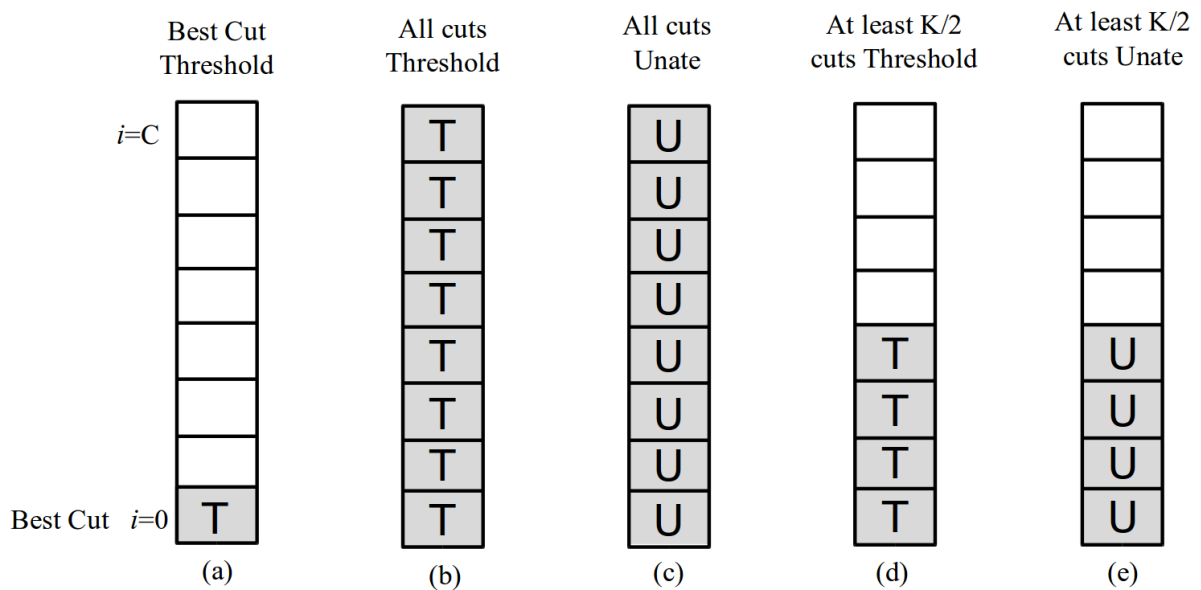 Best Cut
Threshold
All cuts
Threshold
All cuts
Unate
At least K/2
cuts Threshold
At least K/2
cuts Unate
i=C
T
U
T
U
T
U
T
U
T
U
T
U
T
U
T
U
T
U
T
U
T
U
Best Cut i=0
T
T
U
T
U
(a)
(b)
(c)
(d)
(e)